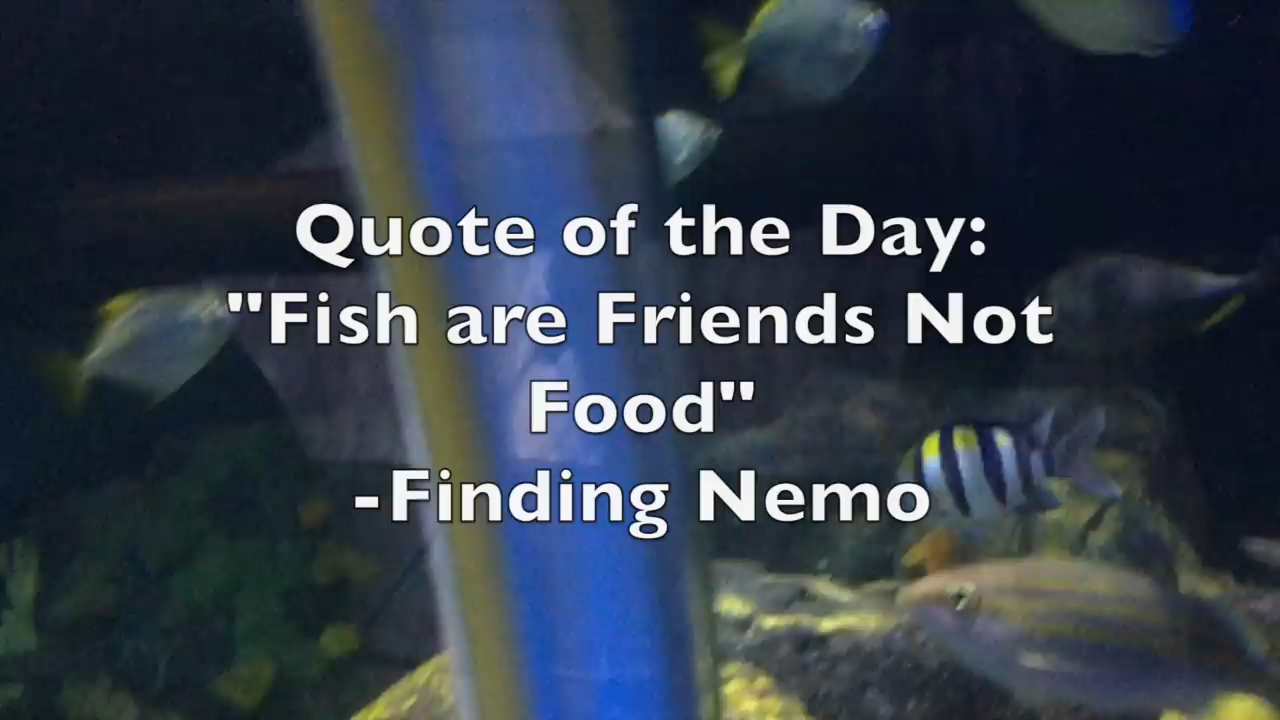 Quote of the Day:
"Fish are Friends Not
Food"
-Finding Nemo